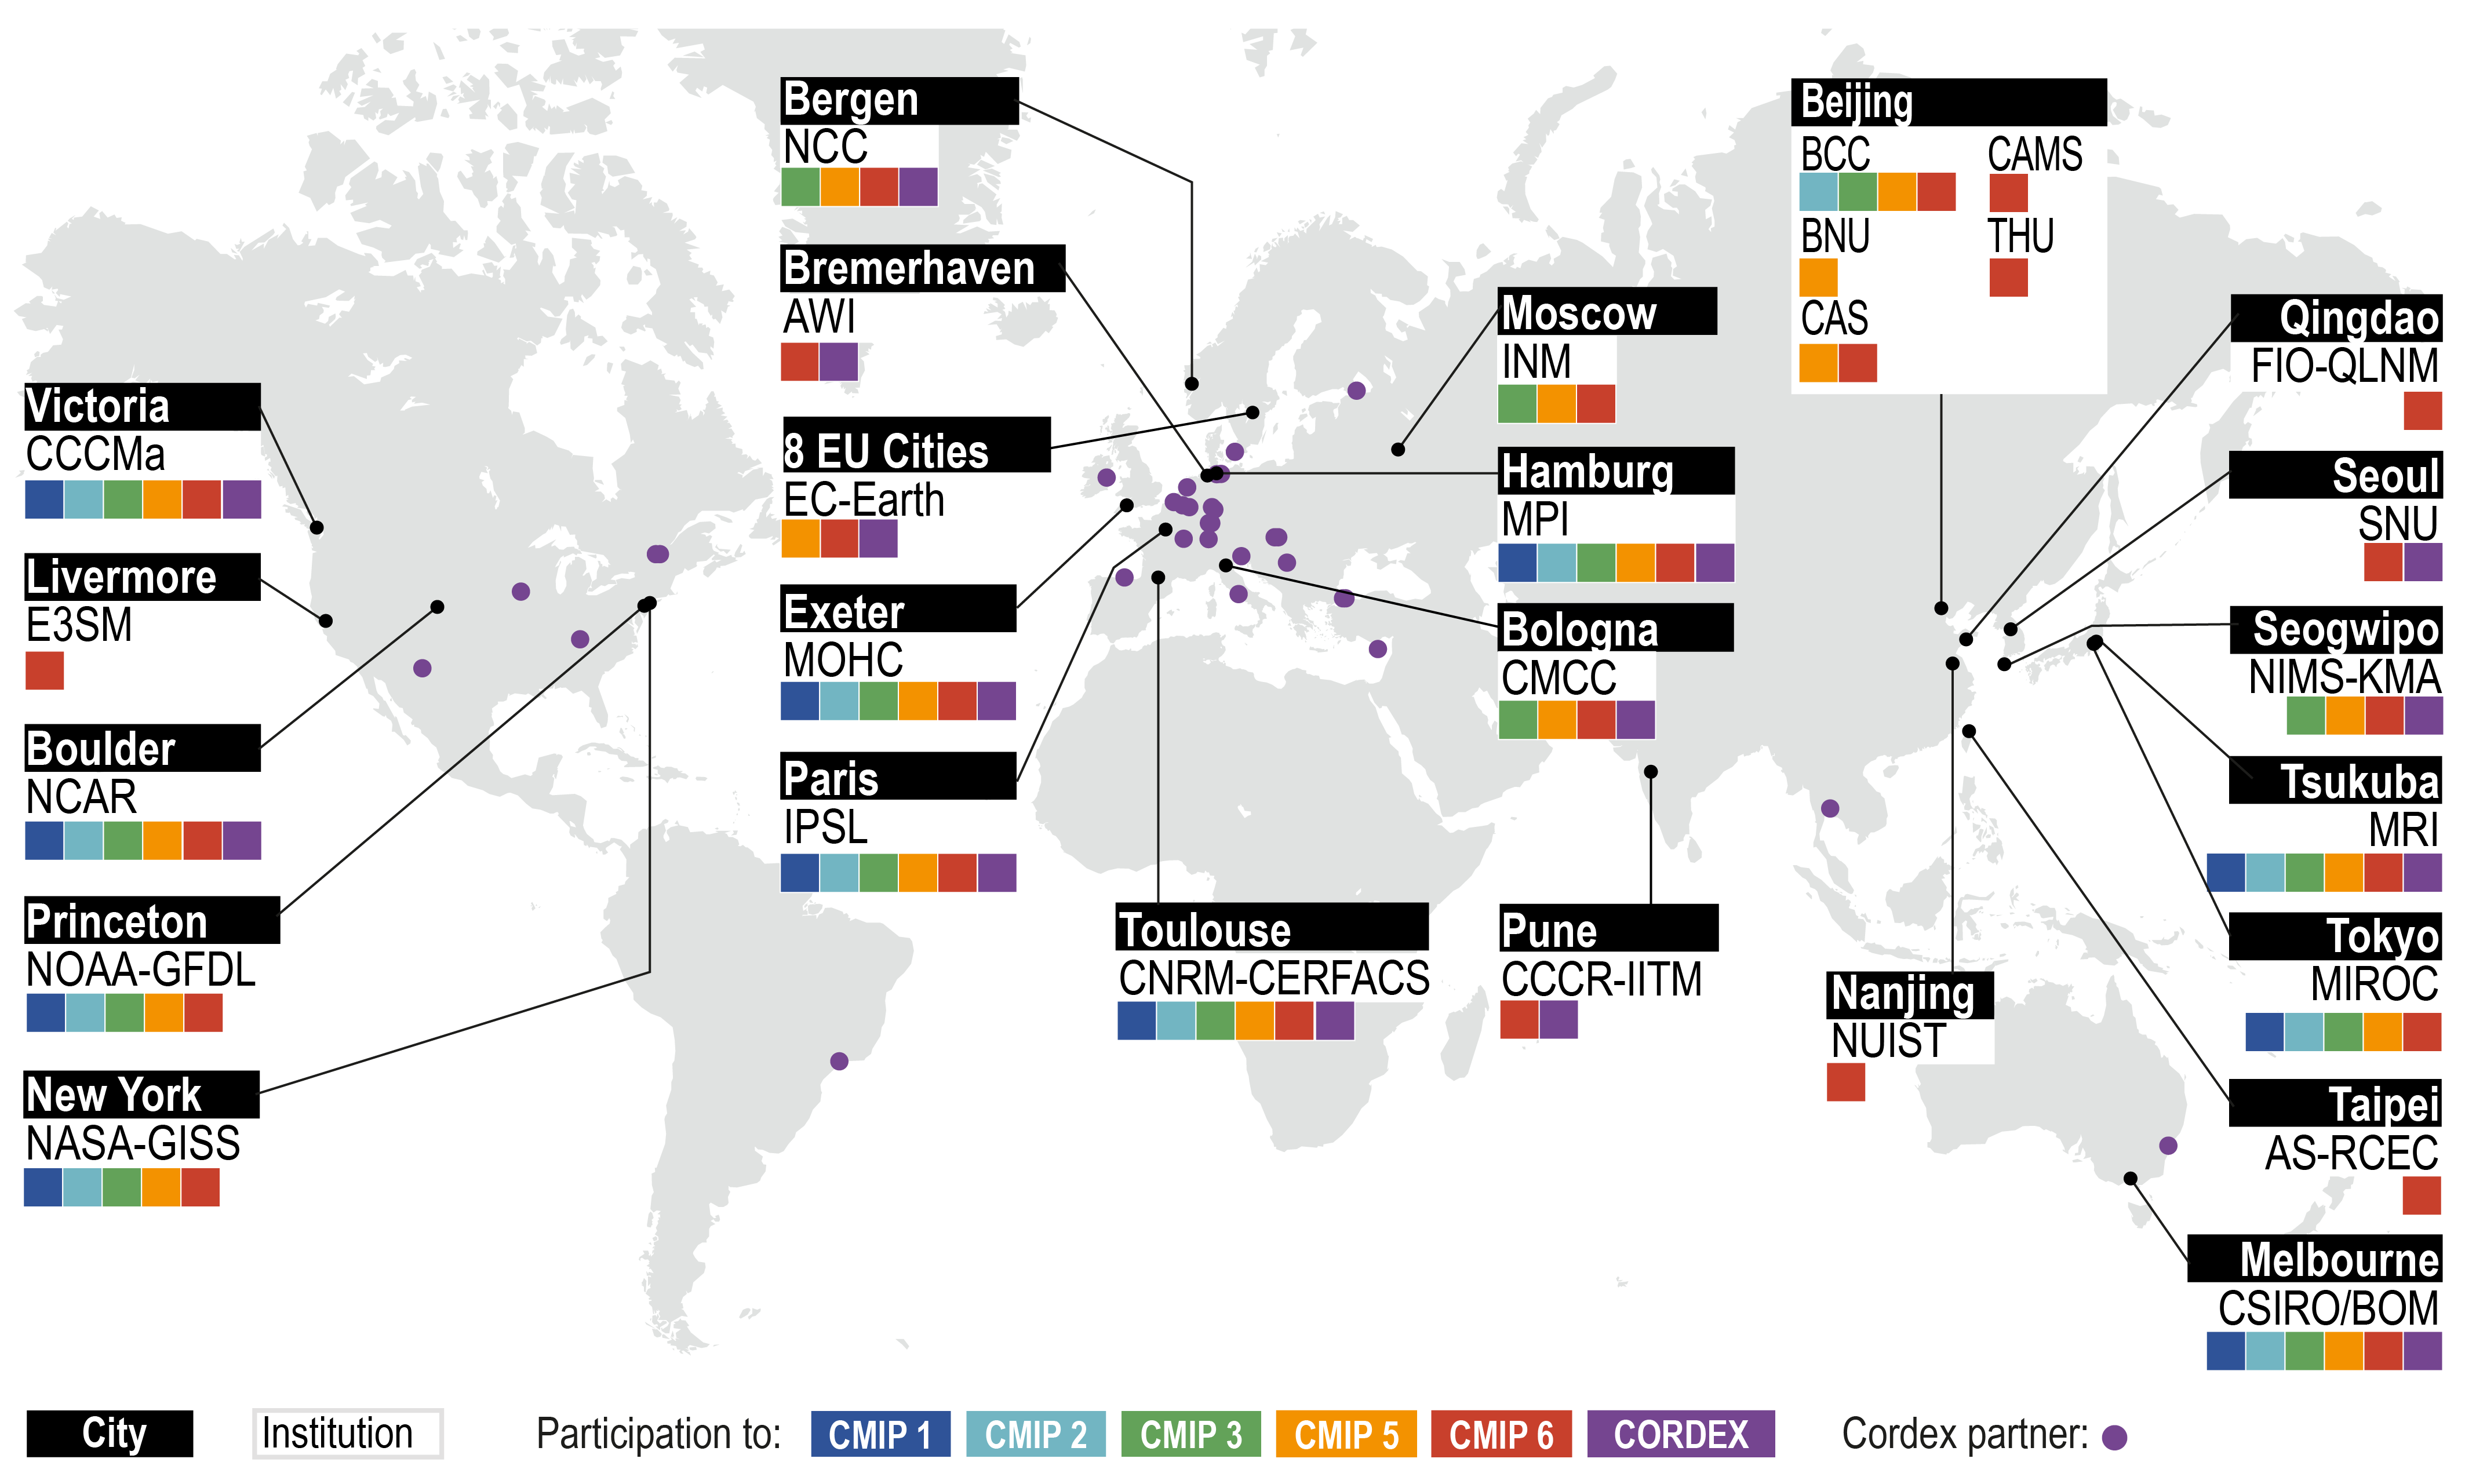 Bergen
NCC
Bremerhaven
AWI
8 EU Cities
EC-Earth
Exeter
MOHC
Paris
IPSL
Victoria
CCCMa
Livermore
E3SM
Boulder
NCAR
Princeton
NOAA-GFDL
New York
NASA-GISS
Toulouse
CNRM-CERFACS
Moscow
INM
Hamburg
MPI
Bologna
CMCC
Pune
CCCR-IITM
Beijing
BCC
CAMS
BNU
THU
CAS
Nanjing
NUIST
Qingdao
FIO-QLNM
Seoul
SNU
Seogwipo
NIMS-KMA
Tsukuba
MRI
Tokyo
MIROC
Taipei
AS-RCEC
Melbourne
CSIRO/BOM
City
Institution
Participation to:
CMIP 1
CMIP 2
CMIP 3
CMIP 5
CMIP 6
CORDEX
Cordex partner: